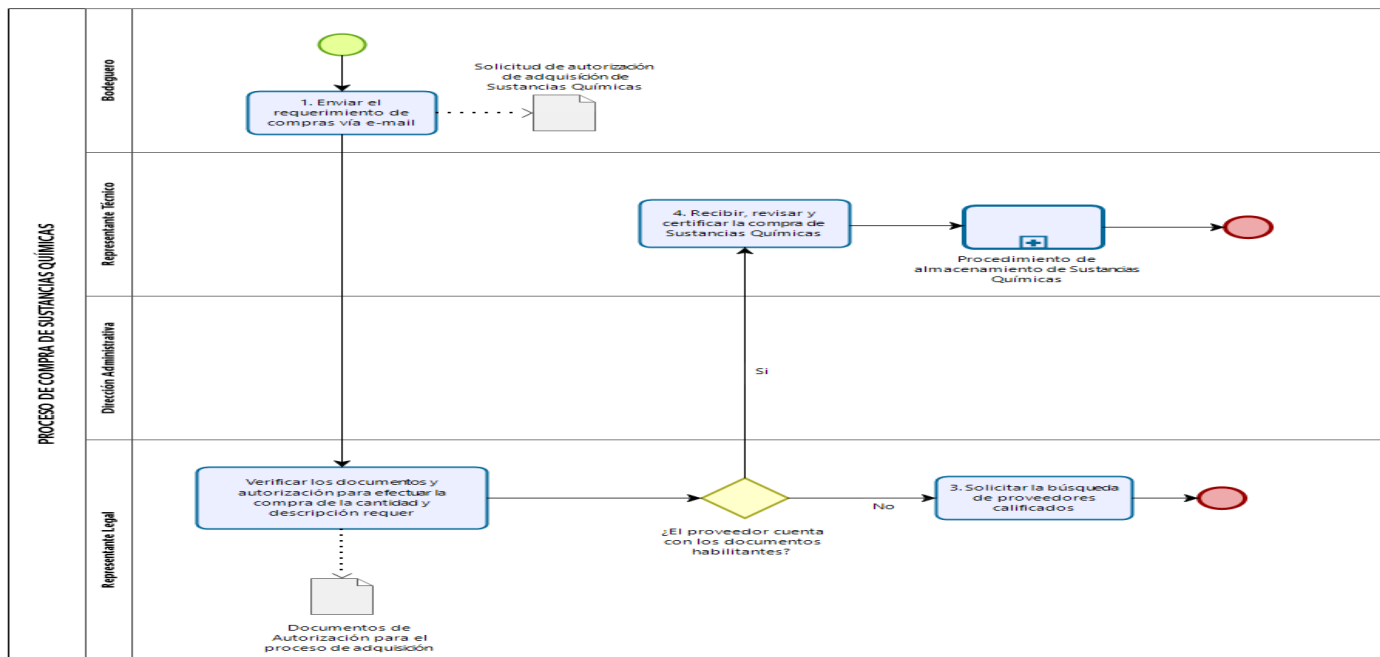 PROCESO DE COMPRA DE SUSTANCIAS QUÍMICAS
Bodeguero
Solicitud de autorización
de adquisición de
Sustancias Químicas
1. Enviar el
requerimiento de
compras vía e-mail
Representante Técnico
4. Recibir, revisar y
certificar la compra de
Sustancias Químicas
Procedimiento de
almacenamiento de Sustancias
Químicas
Dirección Administrativa
Si
Representante Legal
Verificar los documentos y
autorización para efectuar la
compra de la cantidad y
descripción requer
¿El proveedor cuenta
con los documentos
habilitantes?
No
3. Solicitar la búsqueda
de proveedores
calificados
Documentos de
Autorización para el
proceso de adquisición